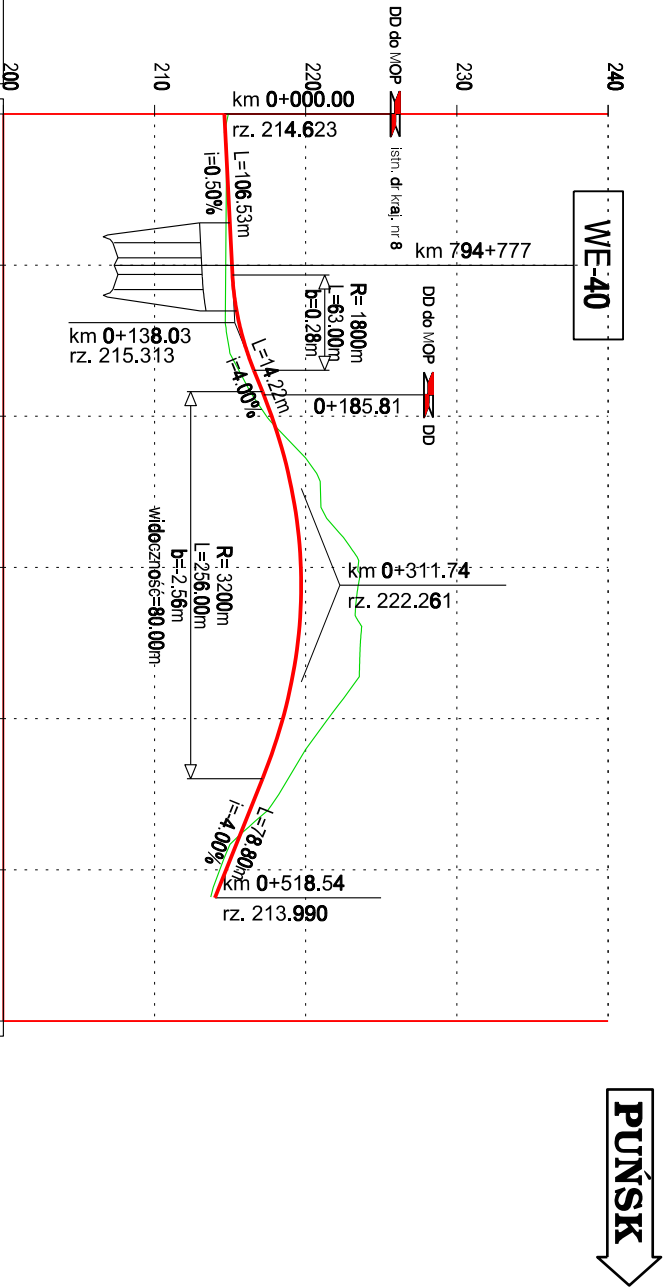 240
230
220
210
200
DD do MOP
istn. dr kraj. nr 8
WE-40
km 0+000.00
rz. 214.623
km 794+777
L=106.53m
i=0.50%
R= 1800m
L=63.00m
b=0.28m
DD do MOP
DD
km 0+138.03
rz. 215.313
L=14.22m
i=4.00%
0+185.81
km 0+311.74
rz. 222.261
R= 3200m
L=256.00m
b=-2.56m
widoczność=80.00m
L=78.80m
i=-4.00%
km 0+518.54
rz. 213.990
PUŃSK